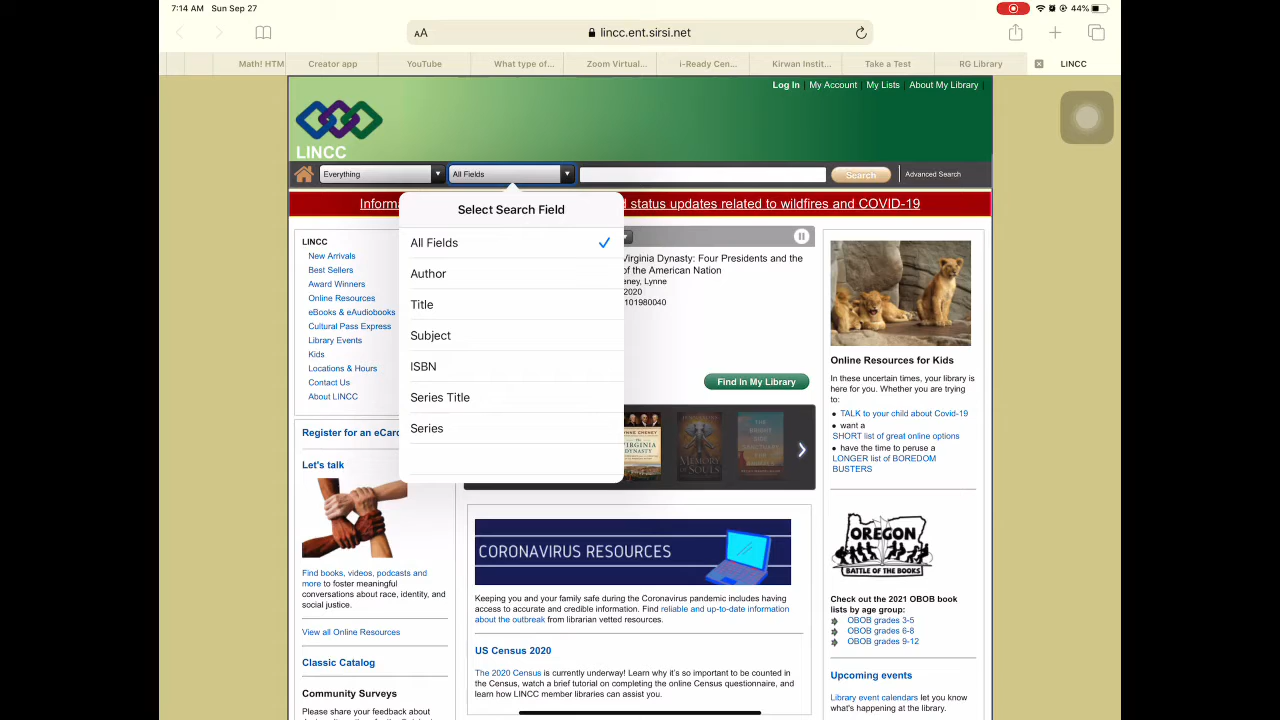 7:14 AM Sun Sep 27
44%
AA
lincc.ent.sirsi.net
Math! HTM
Creator app
YouTube
What type of...
Zoom Virtual...
i-Ready Cen...
Kirwan Instit...
Take a Test
RG Library
LINCC
Log In | My Account | My Lists | About My Library
LINCC
Everything
All Fields
Search
Advanced Search
Inform
d status updates related to wildfires and COVID-19
Select Search Field
All Fields
Author
Title
Subject
ISBN
Series Title
Series
LINCC
New Arrivals
Best Sellers
Award Winners
Online Resources
eBooks & eAudiobooks
Cultural Pass Express
Library Events
Kids
Locations & Hours
Contact Us
About LINCC
Register for an eCar
Let's talk
Find books, videos, podcasts and
more to foster meaningful
conversations about race, identity, and
social justice.
View all Online Resources
Classic Catalog
Community Surveys
Please share your feedback about
Virginia Dynasty: Four Presidents and the
of the American Nation
eney, Lynne
2020
101980040
Find In My Library
LYNNE CHENEY
The
VIRGINIA
DYNASTY
MEMORY
OF SOULS
CORONAVIRUS RESOURCES
Keeping you and your family safe during the Coronavirus pandemic includes having
access to accurate and credible information. Find reliable and up-to-date information
about the outbreak from librarian vetted resources.
US Census 2020
The 2020 Census is currently underway! Learn why it's so important to be counted in
the Census, watch a brief tutorial on completing the online Census questionnaire, and
learn how LINCC member libraries can assist you.
Online Resources for Kids
In these uncertain times, your library is
here for you. Whether you are trying
to:
TALK to your child about Covid-19
want a
SHORT list of great online options
have the time to peruse a
LONGER list of BOREDOM
BUSTERS
OREGON
BATTLE OF THE BOOKS
Check out the 2021 OBOB book
lists by age group:
OBOB grades 3-5
OBOB grades 6-8
OBOB grades 9-12
Upcoming events
Library event calendars let you know
what's happening at the library.